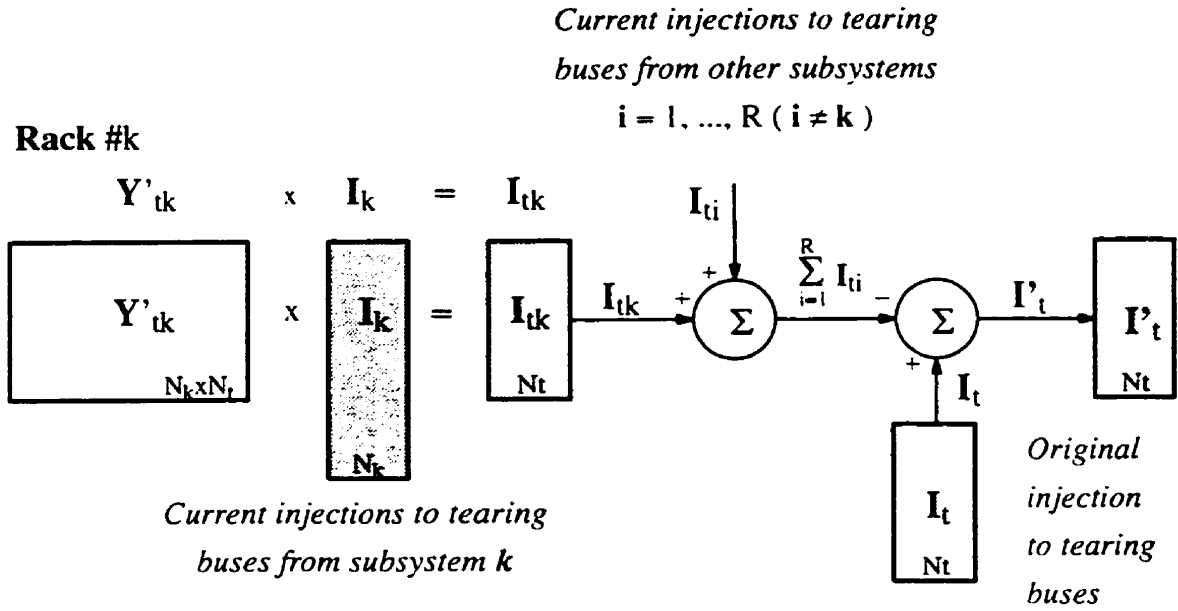 Current injections to tearing
buses from other subsystems
i = 1, ..., R ( i ≠ k )
Rack #k
Y'tk x Ik = Itk
Iti
Y'tk x Ik = Itk
NkxNt
Nk
Nt
Itk
+
+
Σ
R
Σ Iti
i=1
−
Σ
+
I't
I't
Nt
It
It
Nt
Original
injection
to tearing
buses
Current injections to tearing
buses from subsystem k